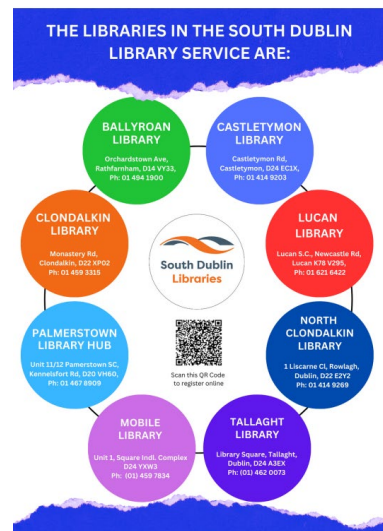 THE LIBRARIES IN THE SOUTH DUBLIN
LIBRARY SERVICE ARE:
BALLYROAN
LIBRARY
Orchardstown Ave,
Rathfarnham, D14 VY33,
Ph: 01 494 1900
CASTLETYMON
LIBRARY
Castletymon Rd,
Castletymon, D24 EC1X,
Ph: 01 414 9203
CLONDALKIN
LIBRARY
Monastery Rd,
Clondalkin, D22 XP02
Ph: 01 459 3315
LUCAN
LIBRARY
Lucan S.C., Newcastle Rd,
Lucan K78 V295,
Ph: 01 621 6422
South Dublin
Libraries
PALMERSTOWN
LIBRARY HUB
Unit 11/12 Pamerstown SC,
Kennelsfort Rd, D20 VH60,
Ph: 01 467 8909
Scan this QR Code
to register online
NORTH
CLONDALKIN
LIBRARY
1 Liscarne Cl, Rowlagh,
Dublin, D22 E2Y2
Ph: 01 414 9269
MOBILE
LIBRARY
Unit 1, Square Indl. Complex
D24 YXW3
Ph: (01) 459 7834
TALLAGHT
LIBRARY
Library Square, Tallaght,
Dublin, D24 A3EX
Ph: (01) 462 0073